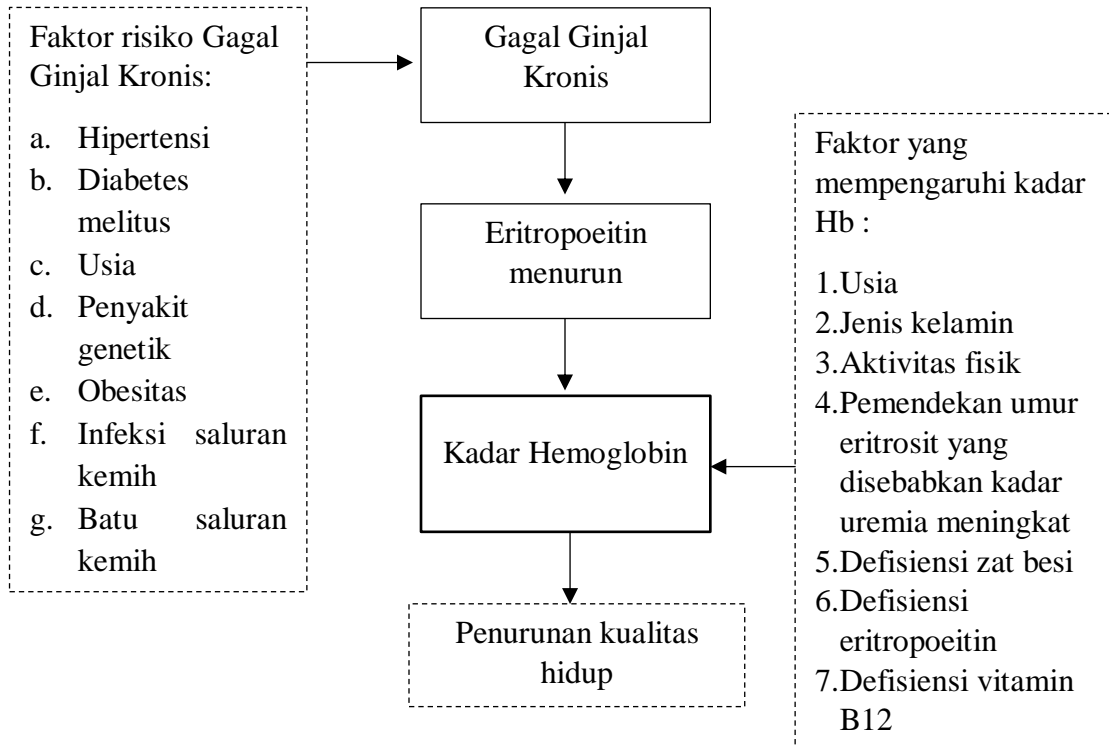 Faktor risiko Gagal
Ginjal Kronis:
a. Hipertensi
b. Diabetes
melitus
c. Usia
d. Penyakit
genetik
e. Obesitas
f. Infeksi saluran
kemih
g. Batu saluran
kemih
Gagal Ginjal
Kronis
Eritropoeitin
menurun
Kadar Hemoglobin
Penurunan kualitas
hidup
Faktor yang
mempengaruhi kadar
Hb :
1.Usia
2.Jenis kelamin
3.Aktivitas fisik
4.Pemendekan umur
eritrosit yang
disebabkan kadar
uremia meningkat
5.Defisiensi zat besi
6.Defisiensi
eritropoeitin
7.Defisiensi vitamin
B12